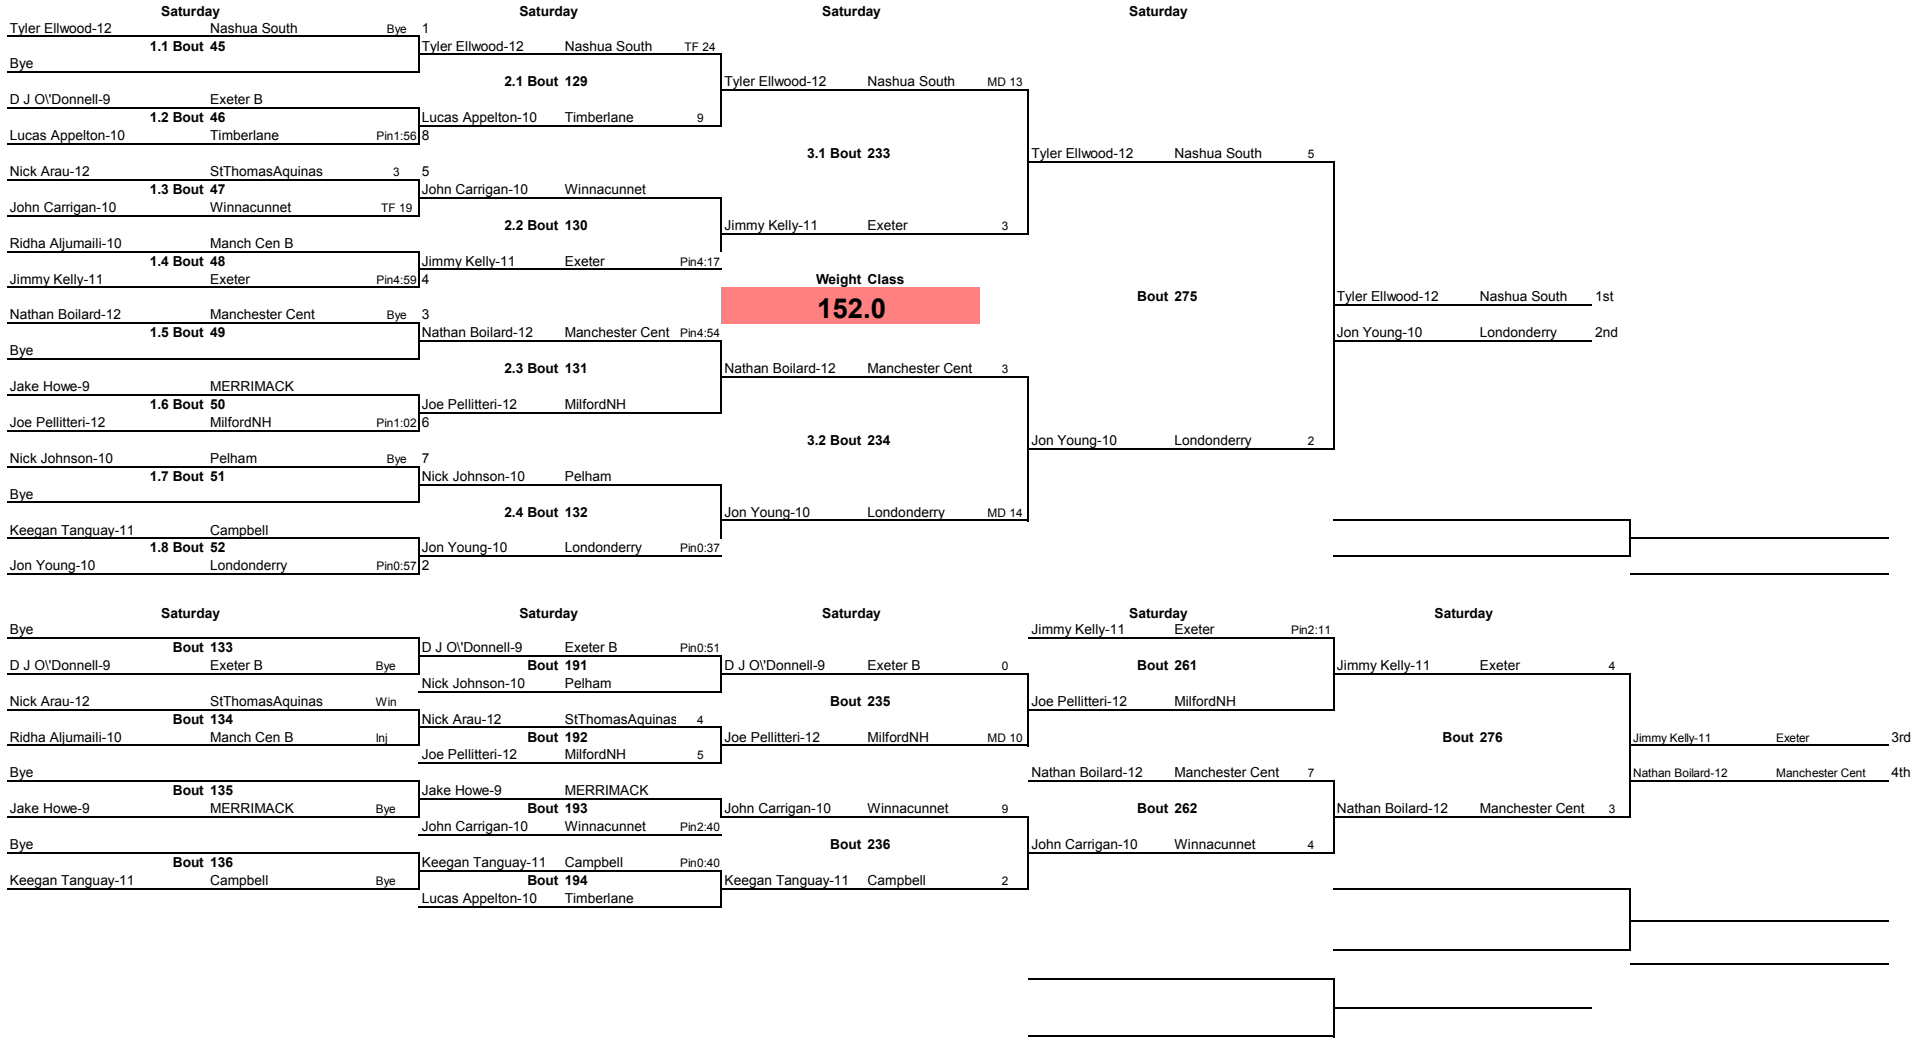 Saturday Saturday Saturday Saturday
Tyler Ellwood-12 Nashua South Bye 1
1.1 Bout 45
Tyler Ellwood-12 Nashua South TF 24
Bye
2.1 Bout 129
Tyler Ellwood-12 Nashua South MD 13
D J O\'Donnell-9 Exeter B
1.2 Bout 46
Lucas Appelton-10 Timberlane 9
Lucas Appelton-10 Timberlane Pin1:56 8
3.1 Bout 233
Tyler Ellwood-12 Nashua South 5
Nick Arau-12 StThomasAquinas 3 5
1.3 Bout 47
John Carrigan-10 Winnacunnet
John Carrigan-10 Winnacunnet TF 19
2.2 Bout 130
Jimmy Kelly-11 Exeter 3
Ridha Aljumaili-10 Manch Cen B
1.4 Bout 48
Jimmy Kelly-11 Exeter Pin4:17
Jimmy Kelly-11 Exeter Pin4:59 4
Weight Class
152.0
Bout 275
Tyler Ellwood-12 Nashua South 1st
Nathan Boilard-12 Manchester Cent Bye 3
1.5 Bout 49
Nathan Boilard-12 Manchester Cent Pin4:54
Jon Young-10 Londonderry 2nd
Bye
2.3 Bout 131
Nathan Boilard-12 Manchester Cent 3
Jake Howe-9 MERRIMACK
1.6 Bout 50
Joe Pellitteri-12 MilfordNH
Joe Pellitteri-12 MilfordNH Pin1:02 6
3.2 Bout 234
Jon Young-10 Londonderry 2
Nick Johnson-10 Pelham Bye 7
1.7 Bout 51
Nick Johnson-10 Pelham
Bye
2.4 Bout 132
Jon Young-10 Londonderry MD 14
Keegan Tanguay-11 Campbell
1.8 Bout 52
Jon Young-10 Londonderry Pin0:37
Jon Young-10 Londonderry Pin0:57 2
Saturday Saturday Saturday Saturday Saturday
Bye
Jimmy Kelly-11 Exeter Pin2:11
Bout 133
D J O\'Donnell-9 Exeter B Pin0:51
D J O\'Donnell-9 Exeter B Bye
Bout 191
D J O\'Donnell-9 Exeter B 0
Bout 261
Jimmy Kelly-11 Exeter 4
Nick Johnson-10 Pelham
Nick Arau-12 StThomasAquinas Win
Bout 235
Joe Pellitteri-12 MilfordNH
Bout 134
Nick Arau-12 StThomasAquinas 4
Ridha Aljumaili-10 Manch Cen B Inj
Bout 192
Joe Pellitteri-12 MilfordNH MD 10
Bout 276
Jimmy Kelly-11 Exeter 3rd
Joe Pellitteri-12 MilfordNH 5
Bye
Nathan Boilard-12 Manchester Cent 7
Nathan Boilard-12 Manchester Cent 4th
Bout 135
Jake Howe-9 MERRIMACK
Jake Howe-9 MERRIMACK Bye
Bout 193
John Carrigan-10 Winnacunnet 9
Bout 262
Nathan Boilard-12 Manchester Cent 3
John Carrigan-10 Winnacunnet Pin2:40
Bye
Bout 236
John Carrigan-10 Winnacunnet 4
Bout 136
Keegan Tanguay-11 Campbell Pin0:40
Keegan Tanguay-11 Campbell Bye
Bout 194
Keegan Tanguay-11 Campbell 2
Lucas Appelton-10 Timberlane